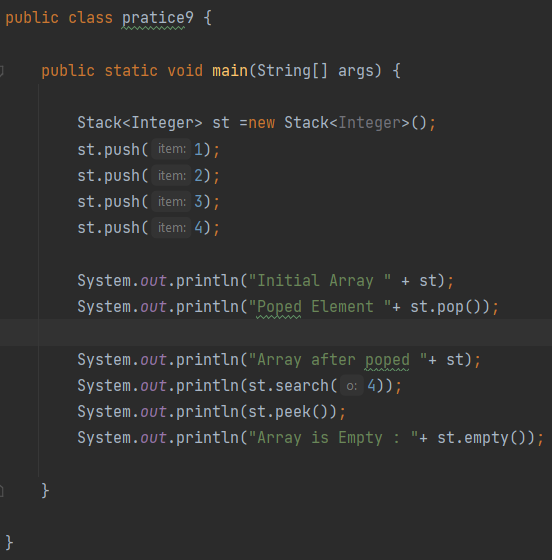 public class pratice9 {
public static void main(String[] args) {
Stack<Integer> st =new Stack<Integer>();
st.push( item: 1);
st.push( item: 2);
st.push( item: 3);
st.push( item: 4);
System.out.println("Initial Array " + st);
System.out.println("Poped Element "+ st.pop());
System.out.println("Array after poped "+ st);
System.out.println(st.search( o: 4));
System.out.println(st.peek());
System.out.println("Array is Empty : "+ st.empty());
}
}